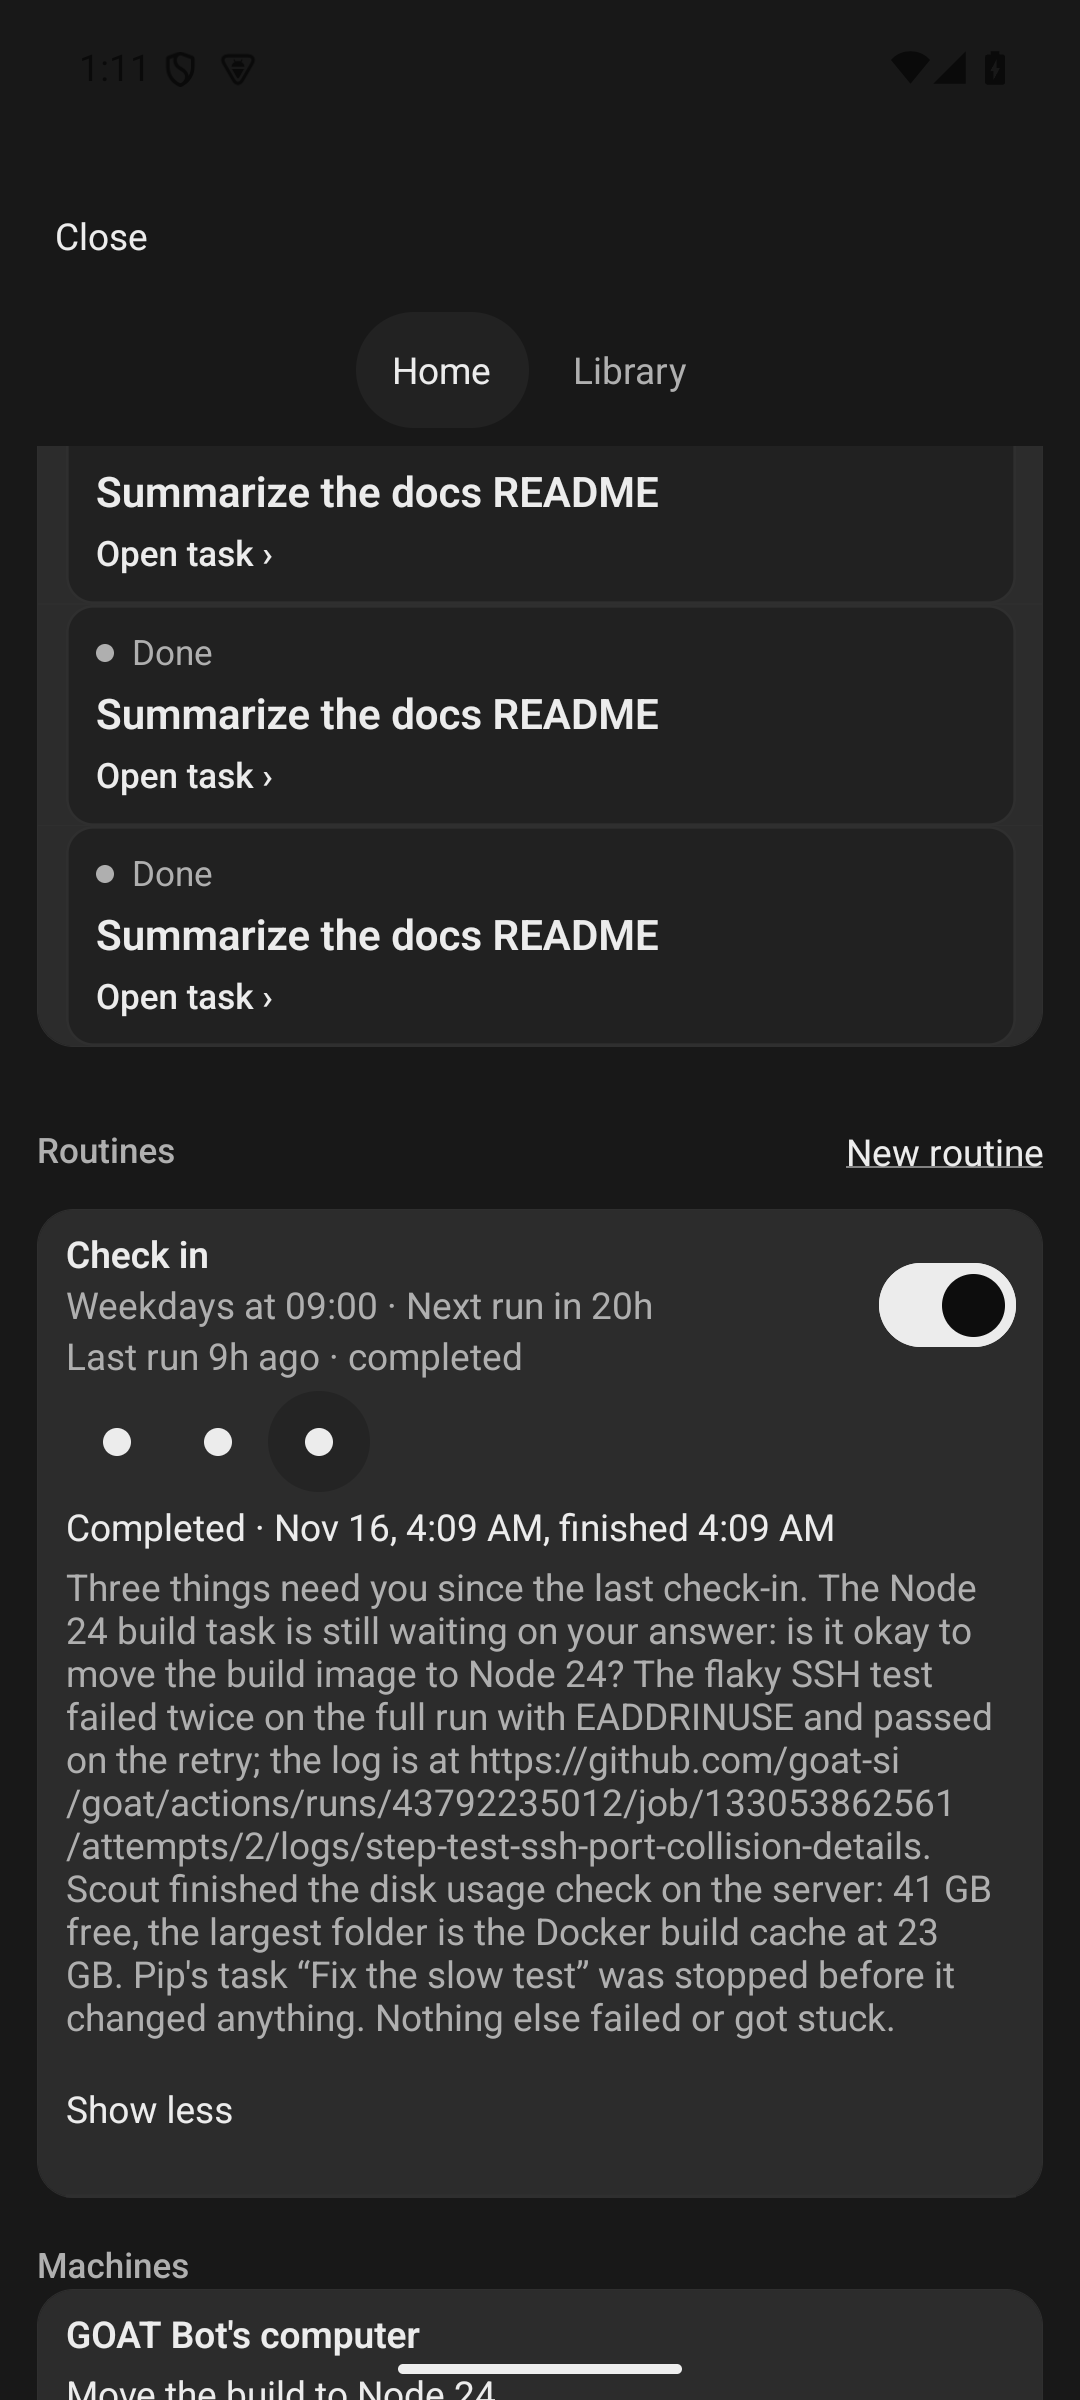 1:11
Close
Home
Library
Summarize the docs README
Open task ›
Done
Summarize the docs README
Open task ›
Done
Summarize the docs README
Open task ›
Routines
New routine
Check in
Weekdays at 09:00 · Next run in 20h
Last run 9h ago · completed
Completed · Nov 16, 4:09 AM, finished 4:09 AM
Three things need you since the last check-in. The Node
24 build task is still waiting on your answer: is it okay to
move the build image to Node 24? The flaky SSH test
failed twice on the full run with EADDRINUSE and passed
on the retry; the log is at https://github.com/goat-si
/goat/actions/runs/43792235012/job/133053862561
/attempts/2/logs/step-test-ssh-port-collision-details.
Scout finished the disk usage check on the server: 41 GB
free, the largest folder is the Docker build cache at 23
GB. Pip's task “Fix the slow test” was stopped before it
changed anything. Nothing else failed or got stuck.
Show less
Machines
GOAT Bot's computer
Move the build to Node 24